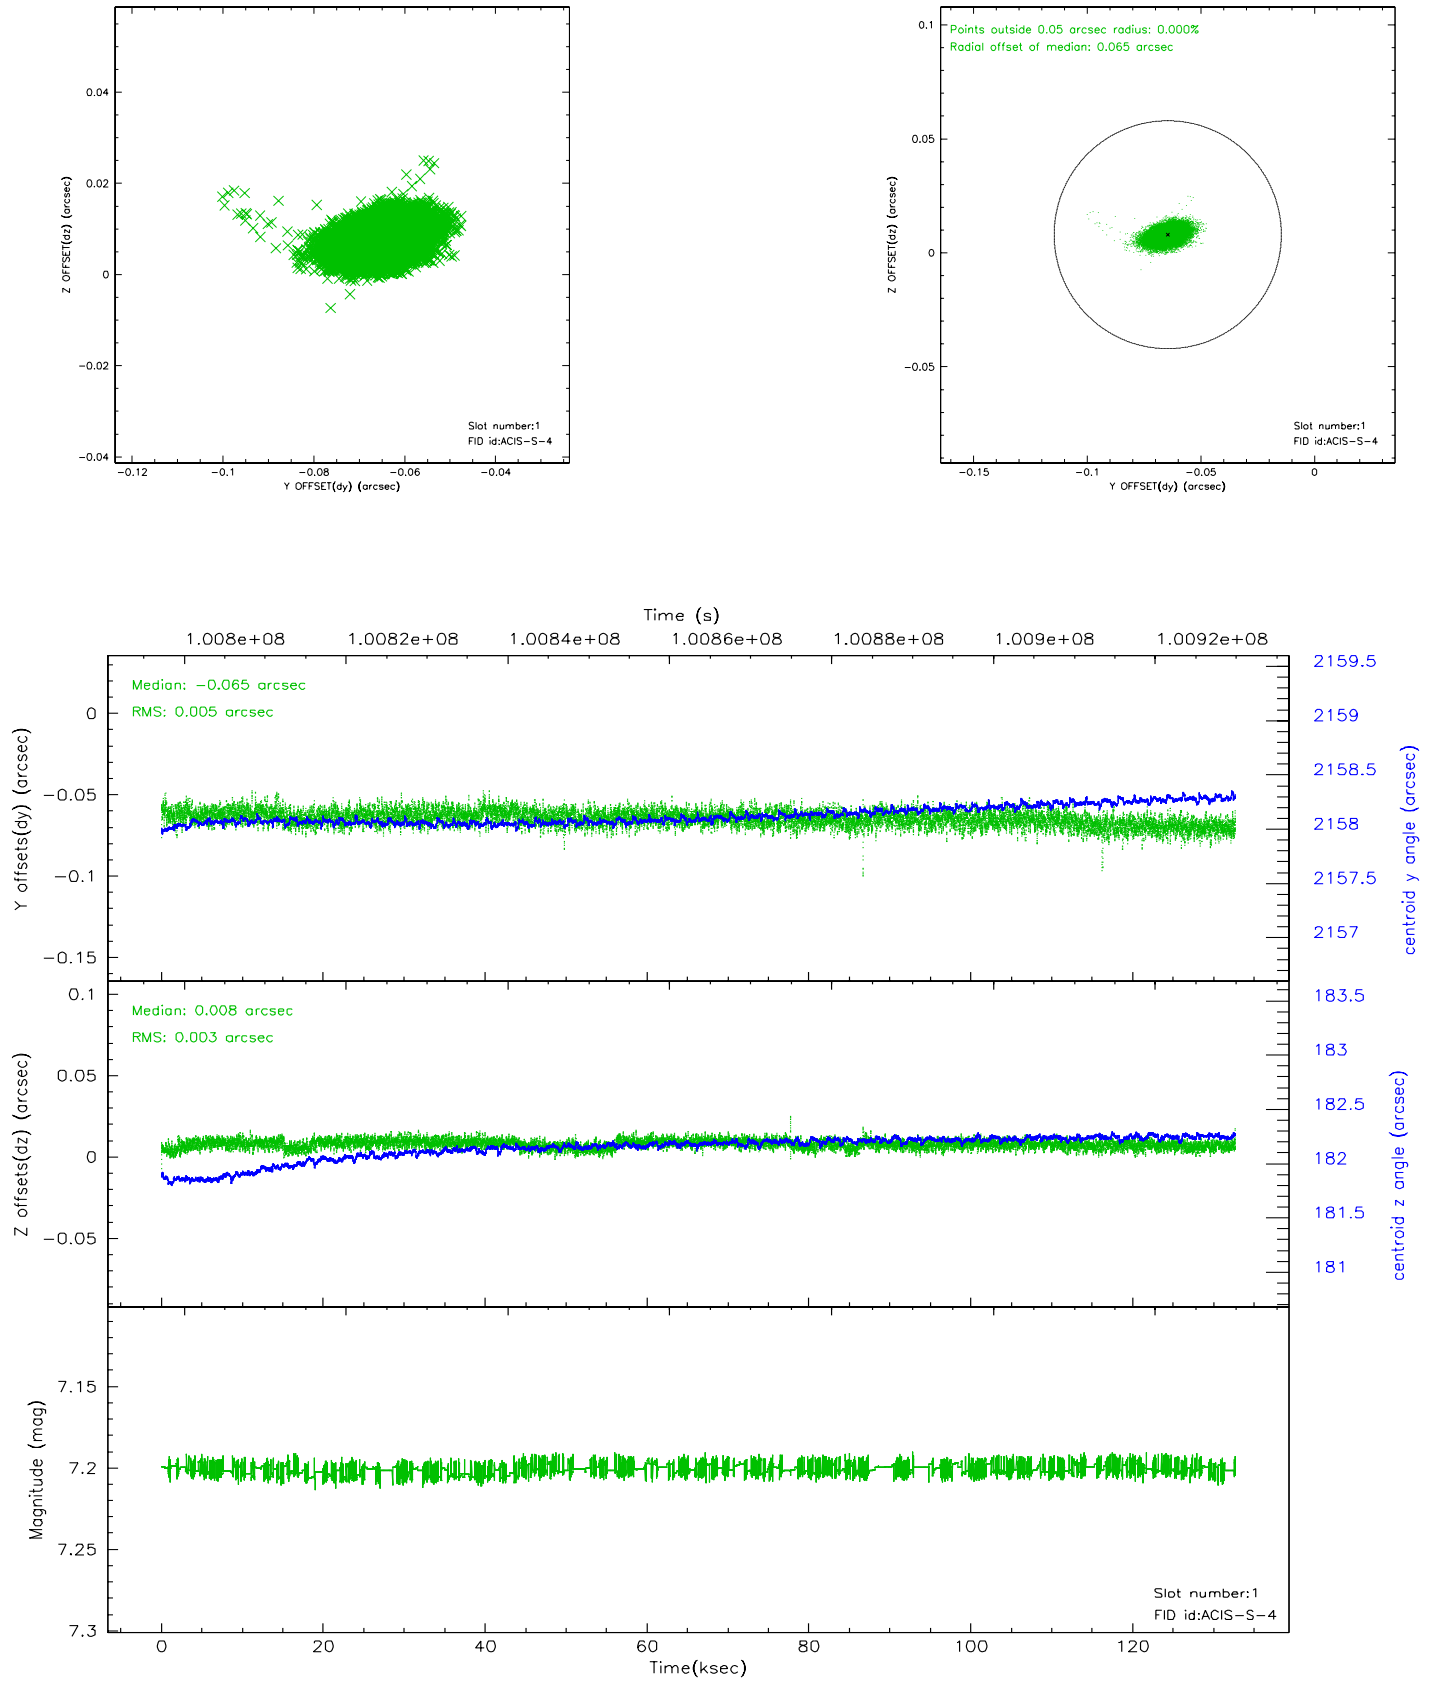 0.04
0.02
0
−0.02
−0.04
Z OFFSET(dz) (arcsec)
Slot number:1
FID id:ACIS−S−4
−0.12
−0.1
−0.08
−0.06
−0.04
Y OFFSET(dy) (arcsec)
0.1
0.05
0
−0.05
Z OFFSET(dz) (arcsec)
Points outside 0.05 arcsec radius: 0.000%
Radial offset of median: 0.065 arcsec
Slot number:1
FID id:ACIS−S−4
−0.15
−0.1
−0.05
0
Y OFFSET(dy) (arcsec)
Time (s)
1.008e+08
1.0082e+08
1.0084e+08
1.0086e+08
1.0088e+08
1.009e+08
1.0092e+08
Median: −0.065 arcsec
RMS: 0.005 arcsec
0
−0.05
−0.1
−0.15
Y offsets(dy) (arcsec)
2159.5
2159
2158.5
2158
2157.5
2157
centroid y angle (arcsec)
Median: 0.008 arcsec
RMS: 0.003 arcsec
0.1
0.05
0
−0.05
Z offsets(dz) (arcsec)
183.5
183
182.5
182
181.5
181
centroid z angle (arcsec)
7.15
7.2
7.25
7.3
Magnitude (mag)
Slot number:1
FID id:ACIS−S−4
0
20
40
60
80
100
120
Time(ksec)